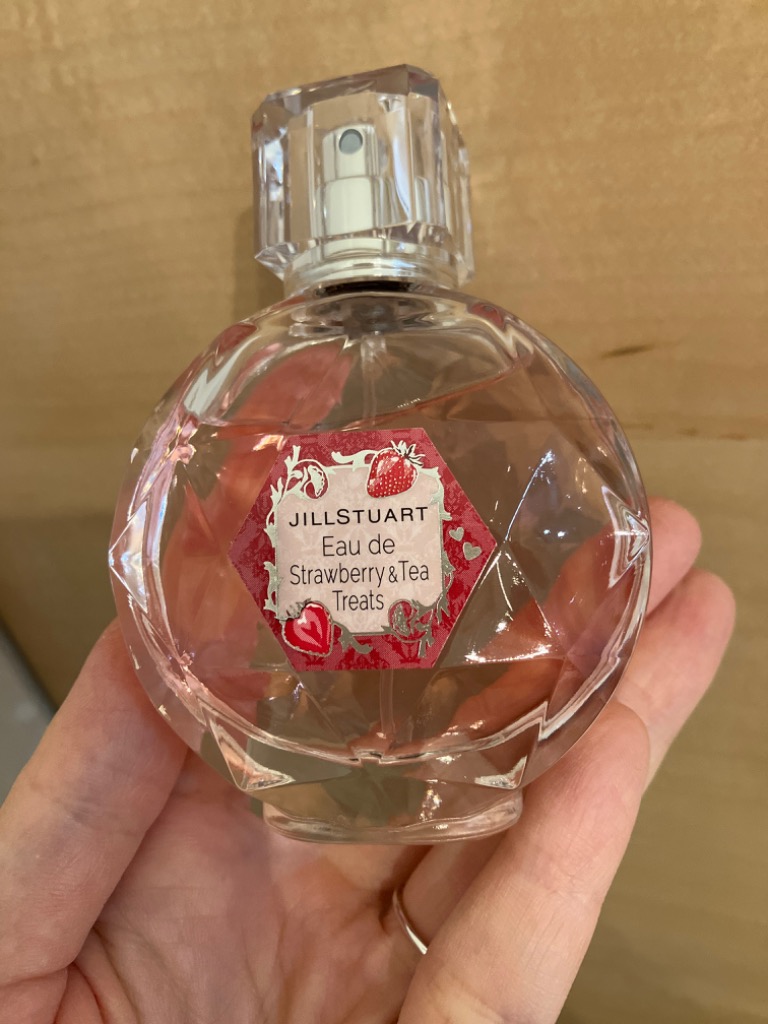 JILLSTUART
Eau de
Strawberry & Tea
Treats